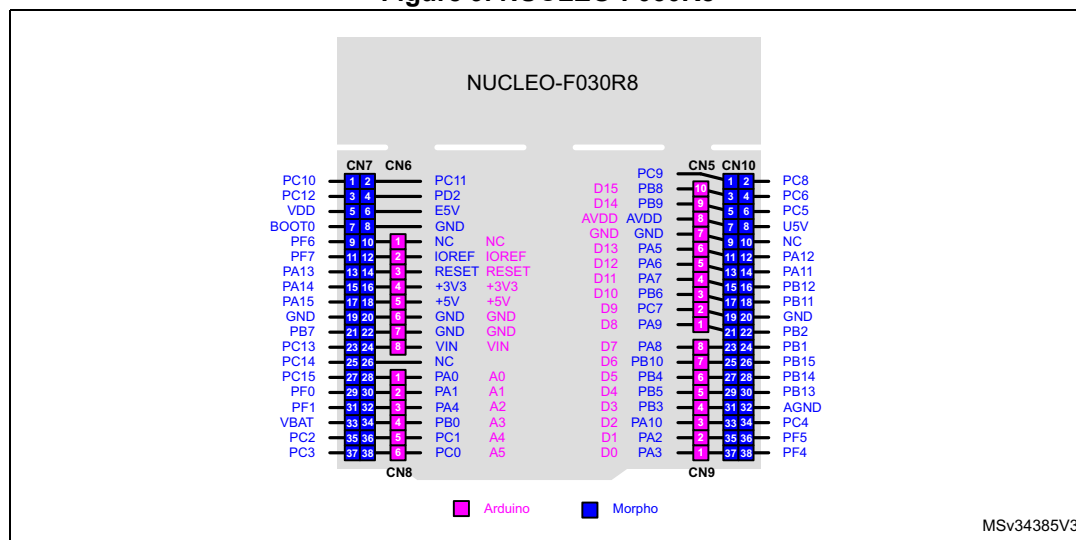 NUCLEO-F030R8
CN7 CN6 CN5 CN10
PC9
PC10 1 2 PC11 1 2 PC8
PC12 3 4 PD2 D15 PB8 10 3 4 PC6
VDD 5 6 E5V D14 PB9 9 5 6 PC5
BOOT0 7 8 GND AVDD AVDD 8 7 8 U5V
PF6 9 10 1 NC NC GND GND 7 9 10 NC
PF7 11 12 2 IOREF IOREF D13 PA5 6 11 12 PA12
PA13 13 14 3 RESET RESET D12 PA6 5 13 14 PA11
PA14 15 16 4 +3V3 +3V3 D11 PA7 4 15 16 PB12
PA15 17 18 5 +5V +5V D10 PB6 3 17 18 PB11
GND 19 20 6 GND GND D9 PC7 2 19 20 GND
PB7 21 22 7 GND GND D8 PA9 1 21 22 PB2
PC13 23 24 8 VIN VIN D7 PA8 8 23 24 PB1
PC14 25 26 NC D6 PB10 7 25 26 PB15
PC15 27 28 1 PA0 A0 D5 PB4 6 27 28 PB14
PF0 29 30 2 PA1 A1 D4 PB5 5 29 30 PB13
PF1 31 32 3 PA4 A2 D3 PB3 4 31 32 AGND
VBAT 33 34 4 PB0 A3 D2 PA10 3 33 34 PC4
PC2 35 36 5 PC1 A4 D1 PA2 2 35 36 PF5
PC3 37 38 6 PC0 A5 D0 PA3 1 37 38 PF4
CN8 CN9
Arduino Morpho
MSv34385V3